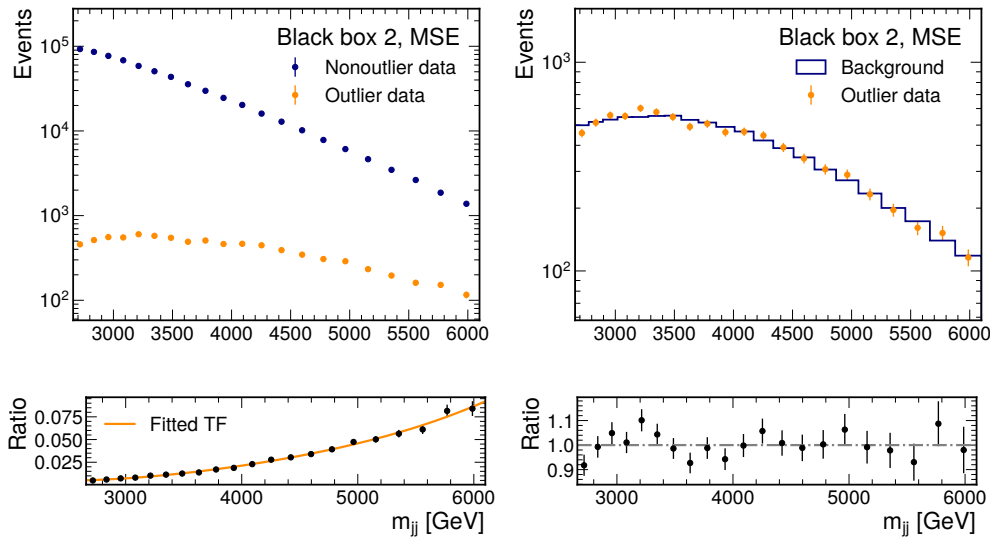 Events
10^5
10^4
10^3
10^2
Black box 2, MSE
Nonoutlier data
Outlier data
3000 3500 4000 4500 5000 5500 6000
Ratio
0.075
0.050
0.025
Fitted TF
3000 4000 5000 6000
m_jj [GeV]
Events
10^3
10^2
Black box 2, MSE
Background
Outlier data
3000 3500 4000 4500 5000 5500 6000
Ratio
1.1
1.0
0.9
3000 3500 4000 4500 5000 5500 6000
m_jj [GeV]